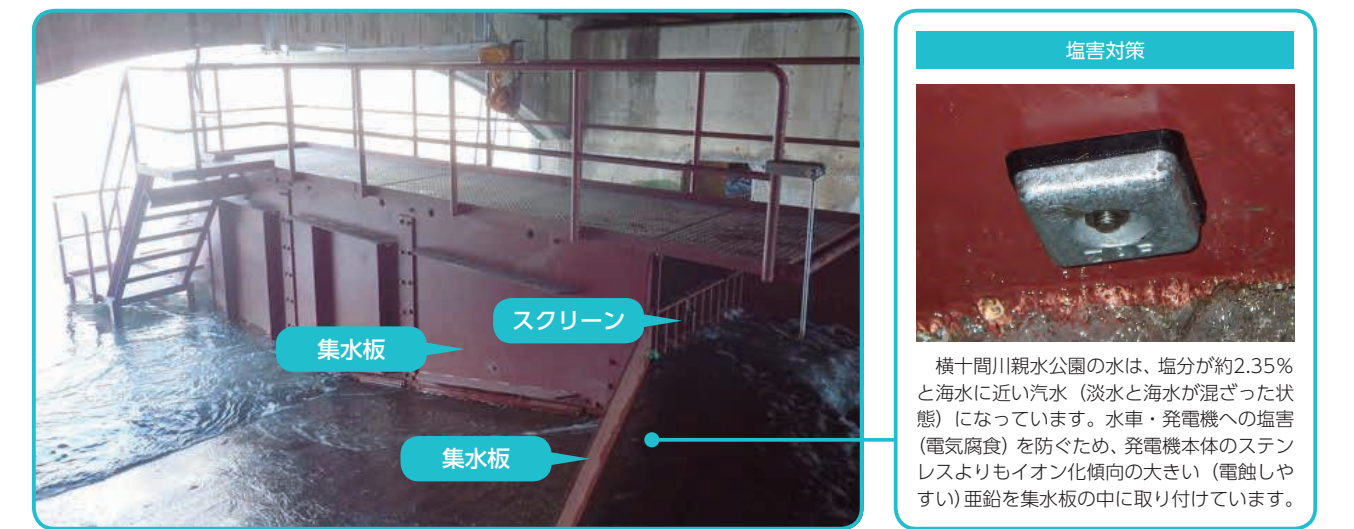 スクリーン
集水板
集水板
塩害対策
横十間川親水公園の水は、塩分が約2.35%
と海水に近い汽水（淡水と海水が混ざった状
態）になっています。水車・発電機への塩害
（電気腐食）を防ぐため、発電機本体のステン
レスよりもイオン化傾向の大きい（電蝕しや
すい）亜鉛を集水板の中に取り付けています。